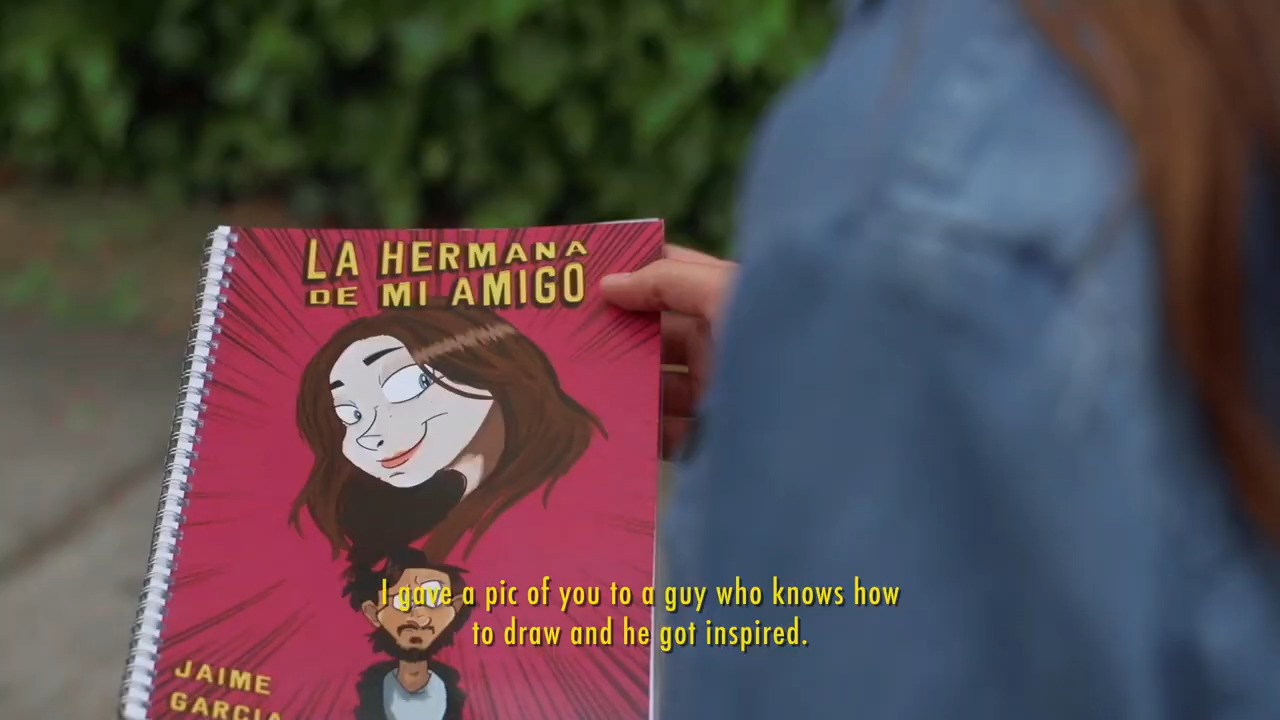 LA HERMANA
DE MI AMIGO
I gave a pic of you to a guy who knows how
to draw and he got inspired.
JAIME
GARCIA